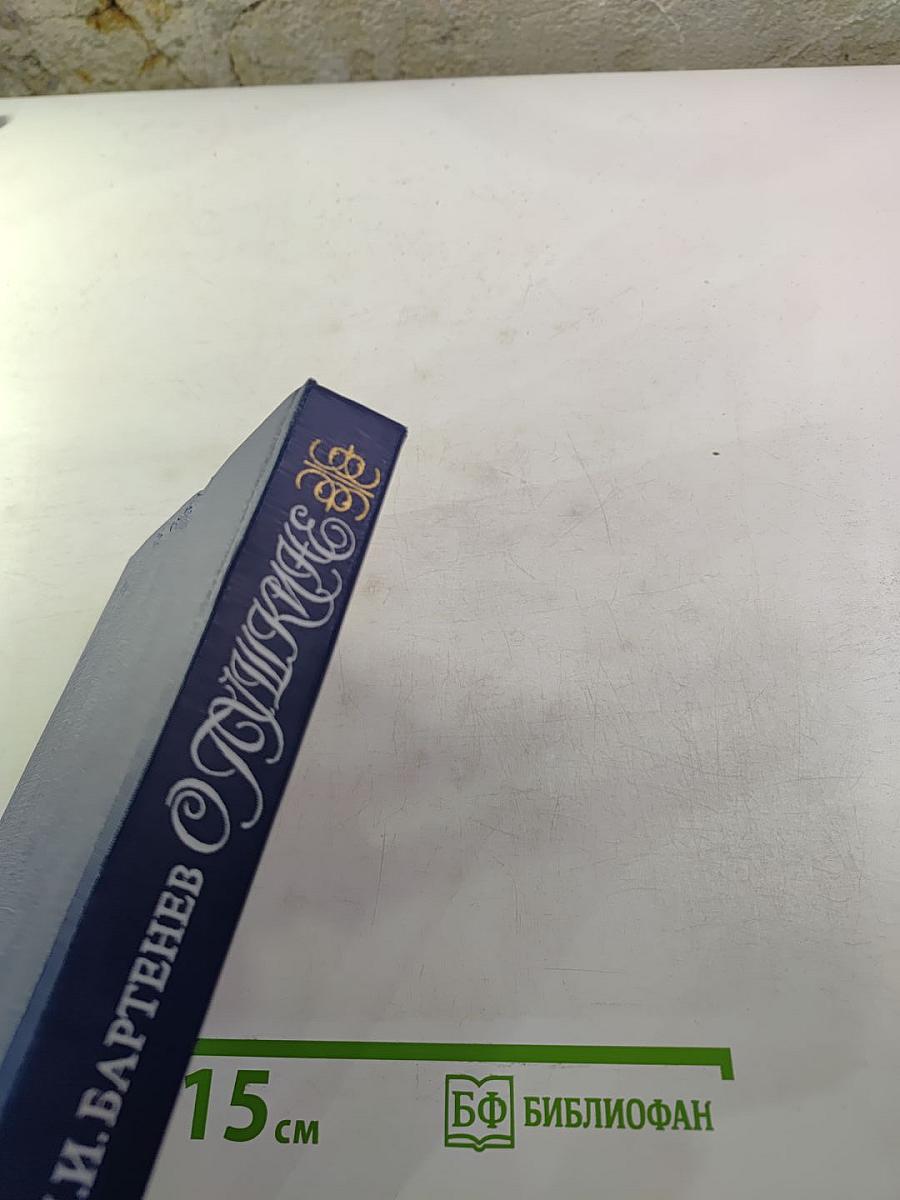 .И. БАРТЕНЕВ О ПУШКИНЕ
15 см
БФ БИБЛИОФАН